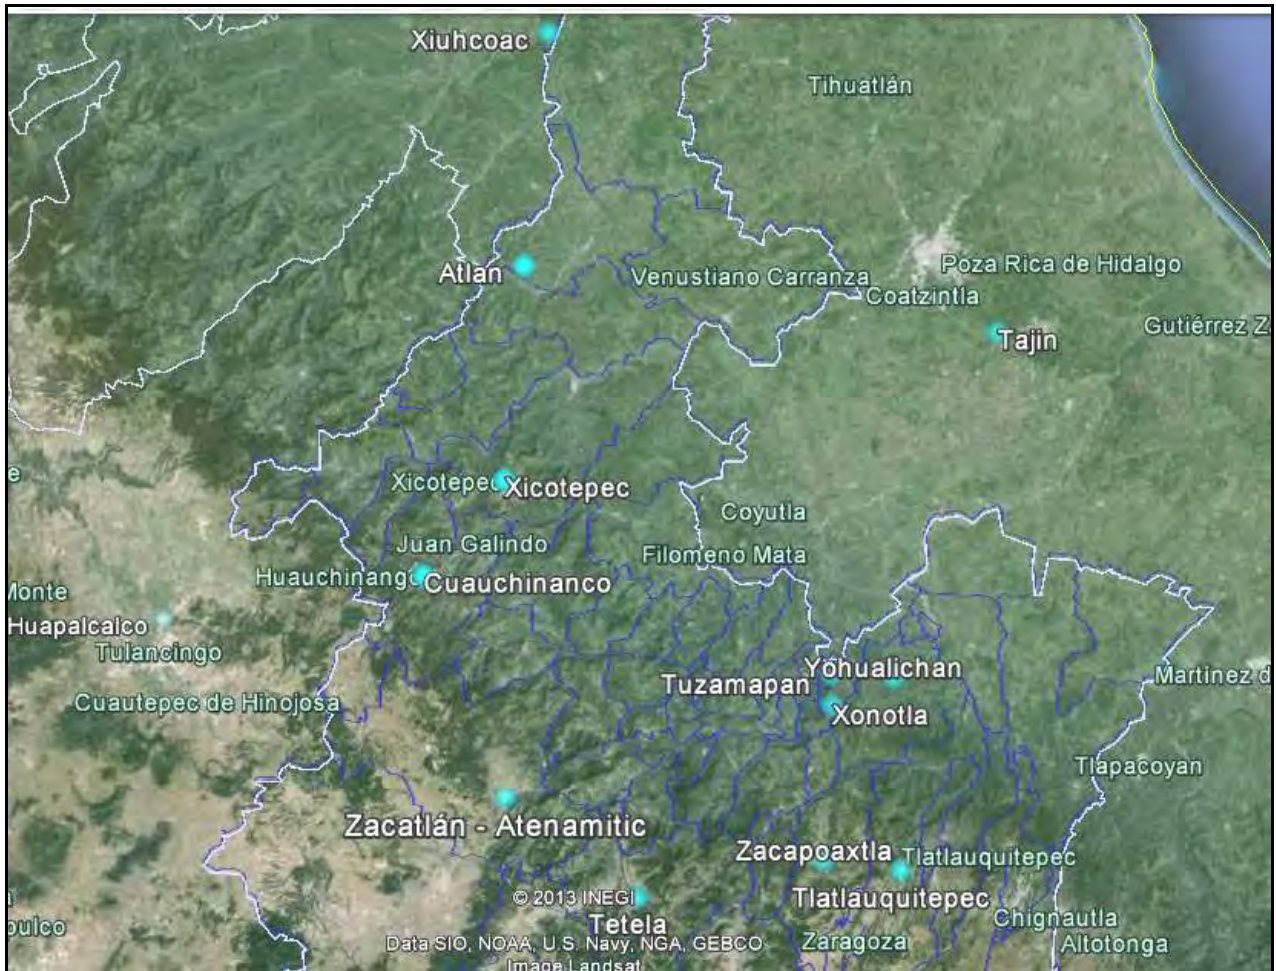 Xiuhcoac
Tihuatlán
Atlan
Venustiano Carranza
Poza Rica de Hidalgo
Coatzintla
Gutiérrez Z
Tajin
e
Xicotepec
Xicotepec
Coyutla
Juan Galindo
Filomeno Mata
Huauchinango
Cuauchinanco
Monte
Huapalcalco
Tulancingo
Yohualichan
Martinez d
Tuzamapan
Cuautepec de Hinojosa
Xonotla
Tlapacoyan
Zacatlán - Atenamitic
Zacapoaxtla
Tlatlauquitepec
© 2013 INEGI
Tlatlauquitepec
Tetela
Chignautla
pulco
Data SIO, NOAA, U.S. Navy, NGA, GEBCO
Zaragoza
Altotonga
Image Landsat